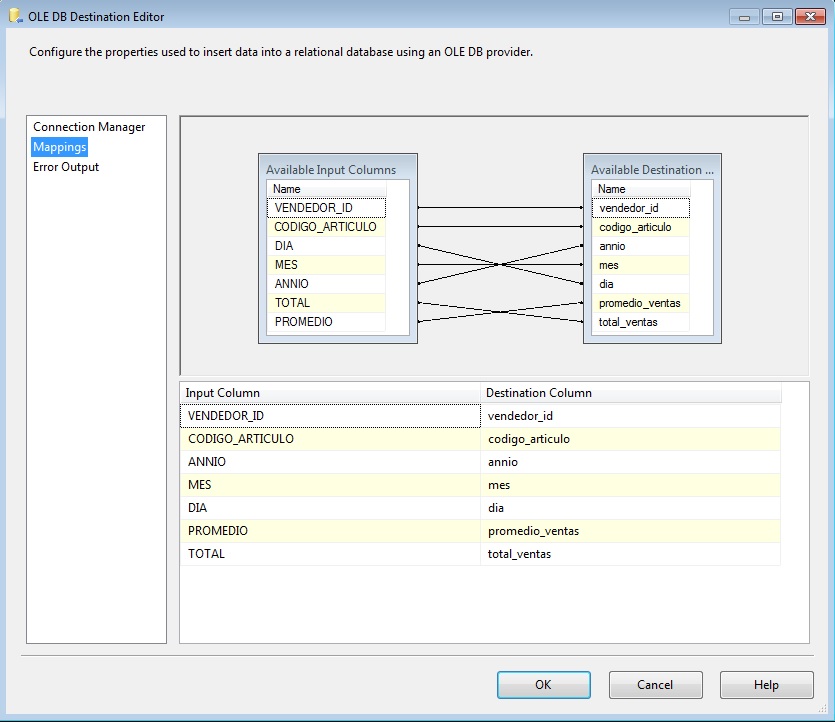 OLE DB Destination Editor
Configure the properties used to insert data into a relational database using an OLE DB provider.
Connection Manager
Mappings
Error Output
Available Input Columns
Name
VENDEDOR_ID
CODIGO_ARTICULO
DIA
MES
ANNIO
TOTAL
PROMEDIO
Available Destination ...
Name
vendedor_id
codigo_articulo
annio
mes
dia
promedio_ventas
total_ventas
Input Column Destination Column
VENDEDOR_ID vendedor_id
CODIGO_ARTICULO codigo_articulo
ANNIO annio
MES mes
DIA dia
PROMEDIO promedio_ventas
TOTAL total_ventas
OK Cancel Help